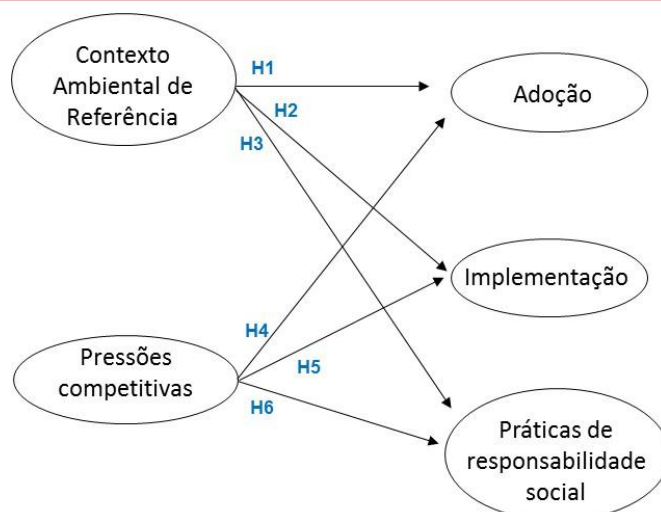 Contexto
Ambiental de
Referência
H1
H2
H3
Adoção
Implementação
H4
H5
H6
Pressões
competitivas
Práticas de
responsabilidade
social